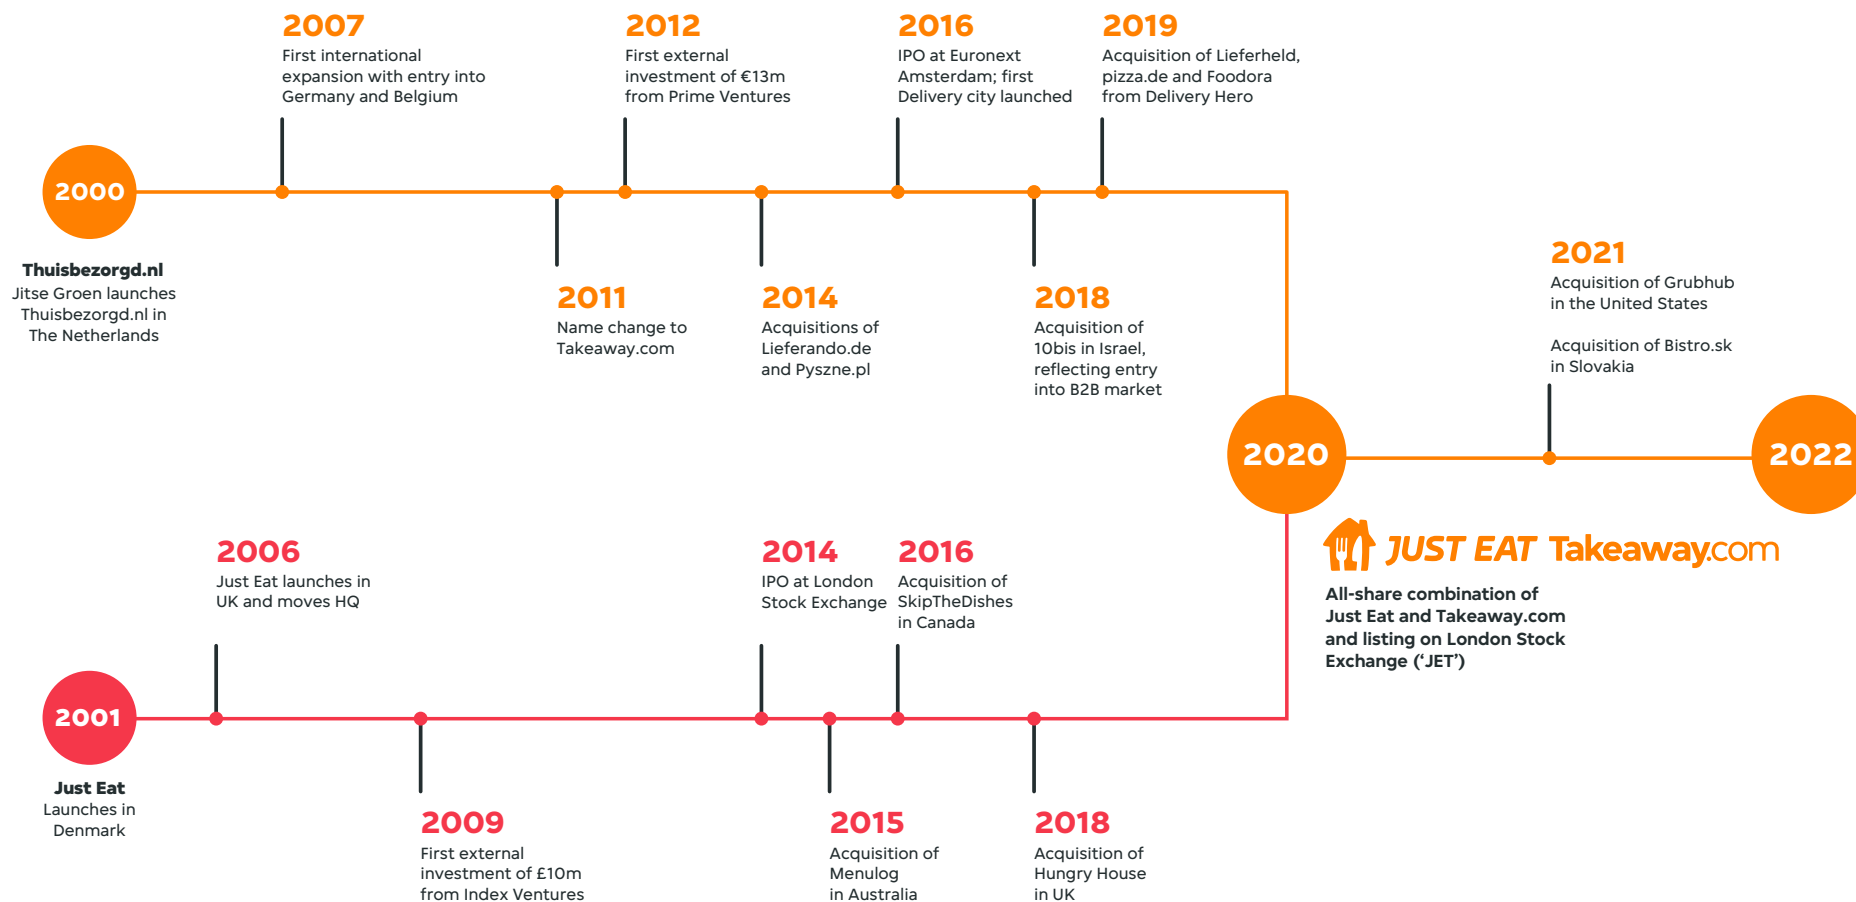 2007
First international
expansion with entry into
Germany and Belgium
2012
First external
investment of €13m
from Prime Ventures
2016
IPO at Euronext
Amsterdam; first
Delivery city launched
2019
Acquisition of Lieferheld,
pizza.de and Foodora
from Delivery Hero
2000
Thuisbezorgd.nl
Jitse Groen launches
Thuisbezorgd.nl in
The Netherlands
2011
Name change to
Takeaway.com
2014
Acquisitions of
Lieferando.de
and Pyszne.pl
2018
Acquisition of
10bis in Israel,
reflecting entry
into B2B market
2021
Acquisition of Grubhub
in the United States
Acquisition of Bistro.sk
in Slovakia
2020
2022
JUST EAT Takeaway.com
All-share combination of
Just Eat and Takeaway.com
and listing on London Stock
Exchange (‘JET’)
2006
Just Eat launches in
UK and moves HQ
2014
IPO at London
Stock Exchange
2016
Acquisition of
SkipTheDishes
in Canada
2001
Just Eat
Launches in
Denmark
2009
First external
investment of £10m
from Index Ventures
2015
Acquisition of
Menulog
in Australia
2018
Acquisition of
Hungry House
in UK